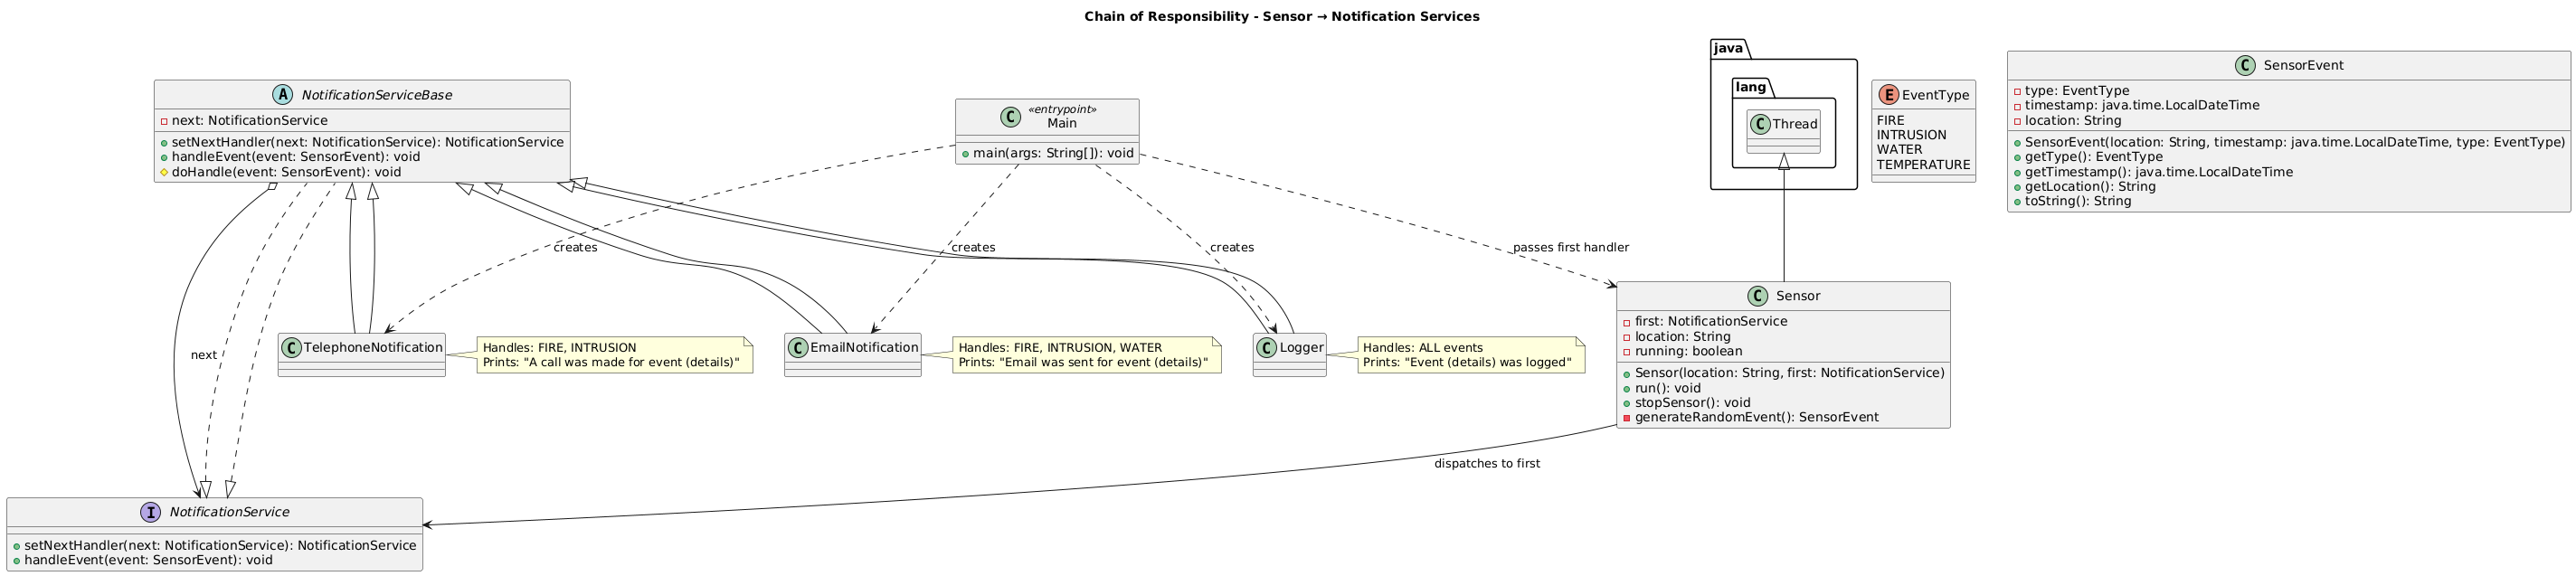 Chain of Responsibility - Sensor → Notification Services
A NotificationServiceBase
next: NotificationService
setNextHandler(next: NotificationService): NotificationService
handleEvent(event: SensorEvent): void
doHandle(event: SensorEvent): void
C «entrypoint»
Main
main(args: String[]): void
java
lang
C Thread
E EventType
FIRE
INTRUSION
WATER
TEMPERATURE
C SensorEvent
type: EventType
timestamp: java.time.LocalDateTime
location: String
SensorEvent(location: String, timestamp: java.time.LocalDateTime, type: EventType)
getType(): EventType
getTimestamp(): java.time.LocalDateTime
getLocation(): String
toString(): String
creates
creates
creates
passes first handler
next
C TelephoneNotification
Handles: FIRE, INTRUSION
Prints: "A call was made for event (details)"
C EmailNotification
Handles: FIRE, INTRUSION, WATER
Prints: "Email was sent for event (details)"
C Logger
Handles: ALL events
Prints: "Event (details) was logged"
C Sensor
first: NotificationService
location: String
running: boolean
Sensor(location: String, first: NotificationService)
run(): void
stopSensor(): void
generateRandomEvent(): SensorEvent
dispatches to first
I NotificationService
setNextHandler(next: NotificationService): NotificationService
handleEvent(event: SensorEvent): void